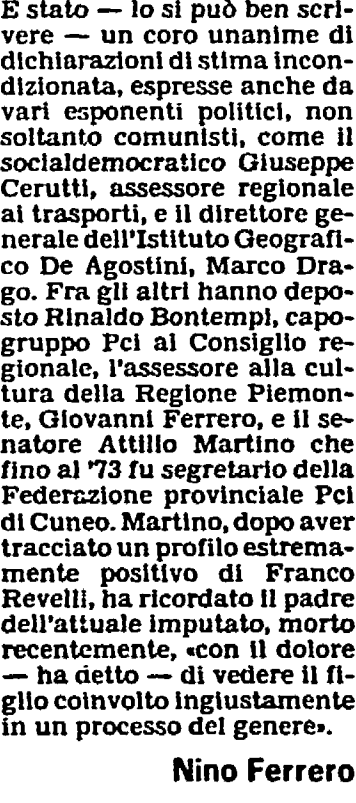 È stato — lo si può ben scri-
vere — un coro unanime di
dichiarazioni di stima incon-
dizionata, espresse anche da
vari esponenti politici, non
soltanto comunisti, come il
socialdemocratico Giuseppe
Cerutti, assessore regionale
ai trasporti, e il direttore ge-
nerale dell'Istituto Geografi-
co De Agostini, Marco Dra-
go. Fra gli altri hanno depo-
sto Rinaldo Bontempi, capo-
gruppo Pci al Consiglio re-
gionale, l'assessore alla cul-
tura della Regione Piemon-
te, Giovanni Ferrero, e il se-
natore Attilio Martino che
fino al '73 fu segretario della
Federazione provinciale Pci
di Cuneo. Martino, dopo aver
tracciato un profilo estrema-
mente positivo di Franco
Revelli, ha ricordato il padre
dell'attuale imputato, morto
recentemente, «con il dolore
— ha detto — di vedere il fi-
glio coinvolto ingiustamente
in un processo del genere».
Nino Ferrero